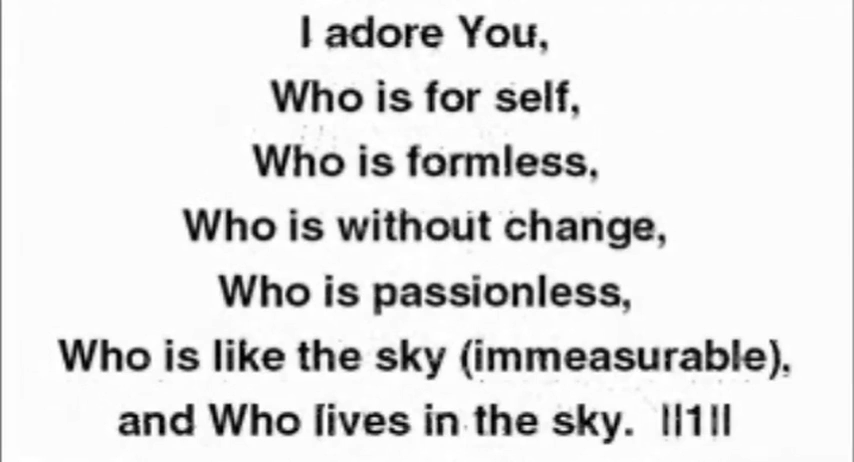 I adore You,
Who is for self,
Who is formless,
Who is without change,
Who is passionless,
Who is like the sky (immeasurable),
and Who lives in the sky. ||1||